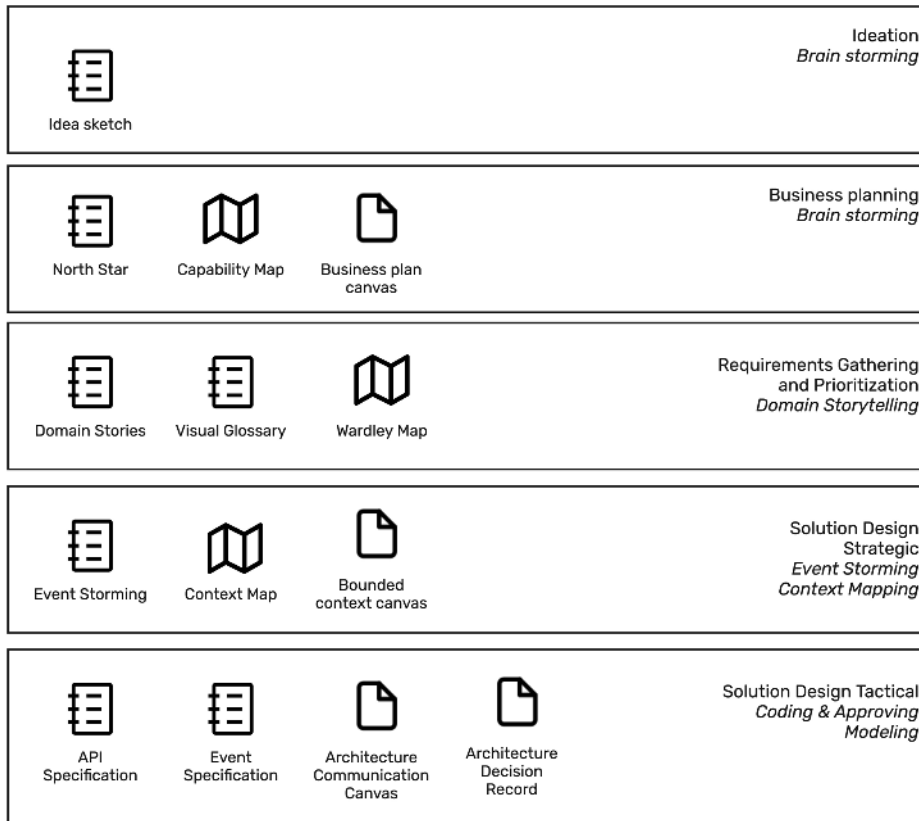 Ideation
Brain storming
Idea sketch
Business planning
Brain storming
North Star
Capability Map
Business plan
canvas
Requirements Gathering
and Prioritization
Domain Storytelling
Domain Stories
Visual Glossary
Wardley Map
Solution Design
Strategic
Event Storming
Context Mapping
Event Storming
Context Map
Bounded
context canvas
Solution Design Tactical
Coding & Approving
Modeling
API
Specification
Event
Specification
Architecture
Communication
Canvas
Architecture
Decision
Record